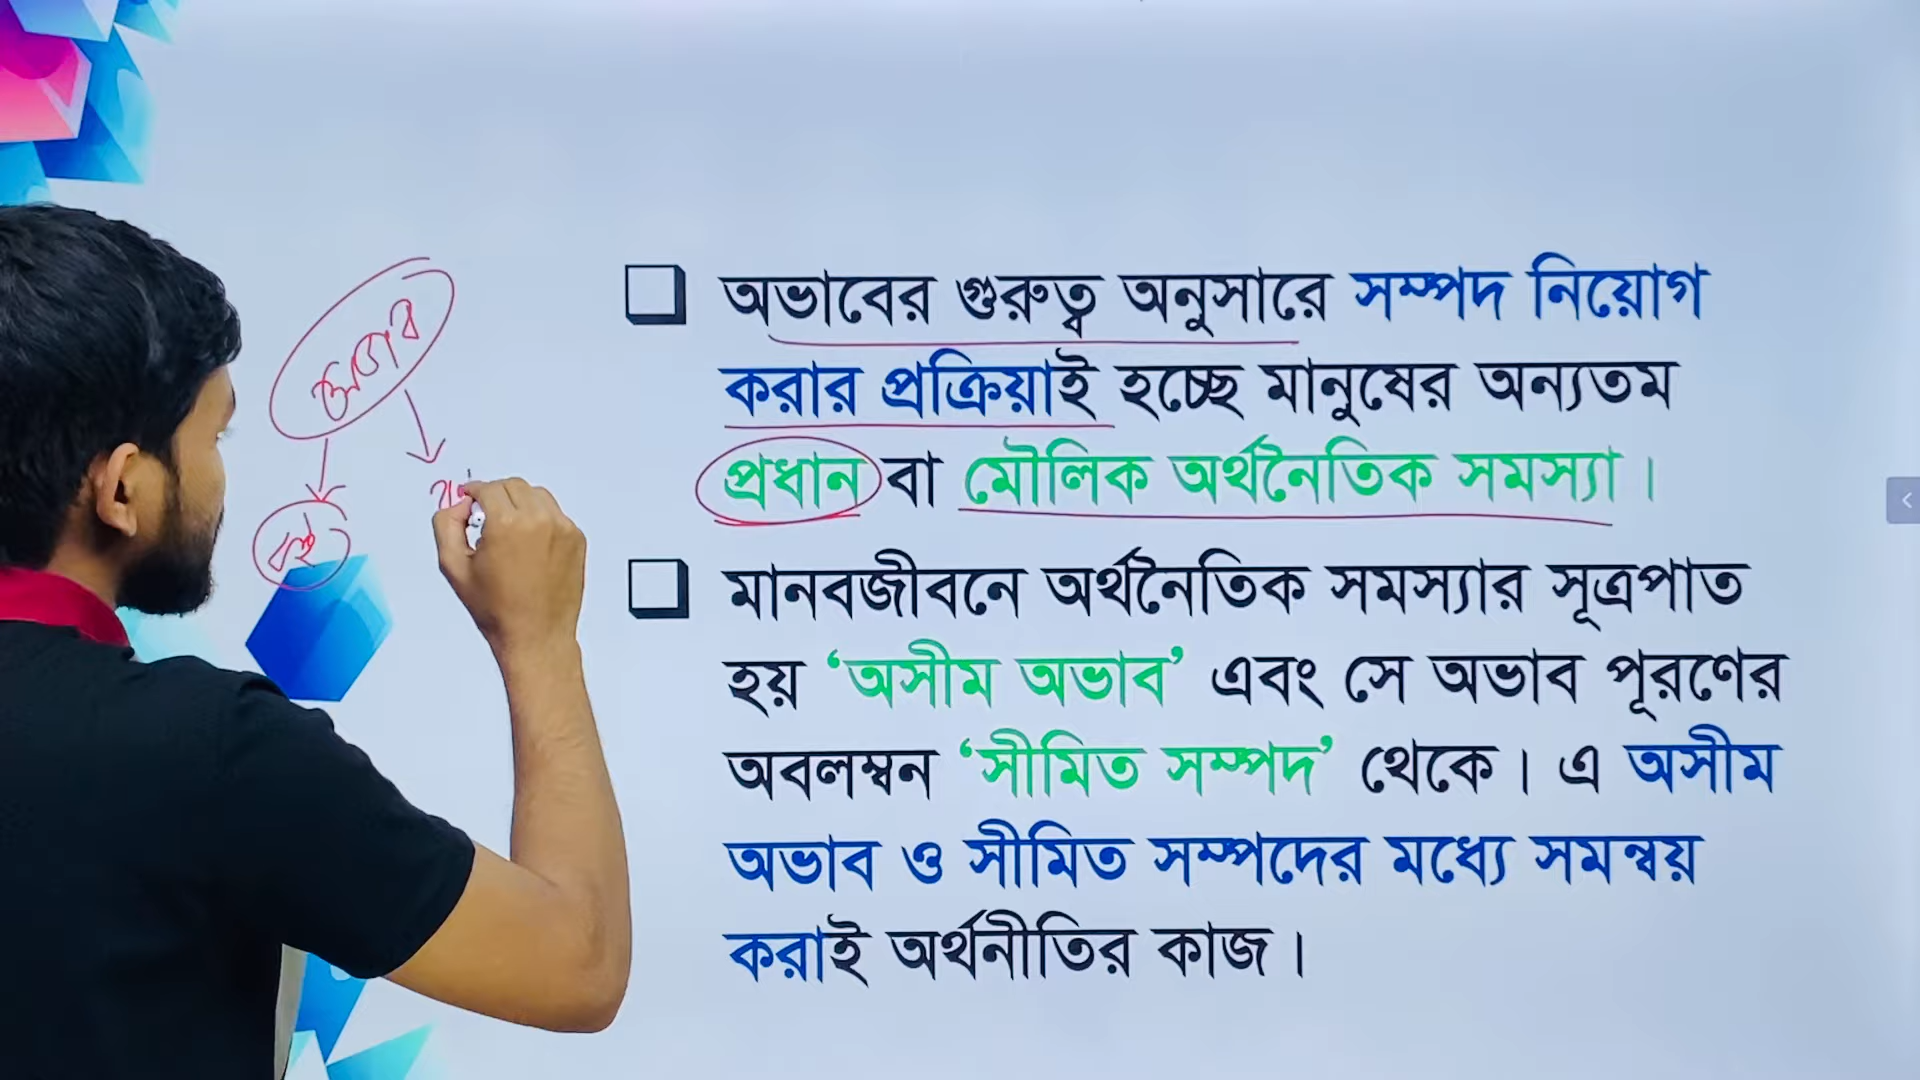 অভাবের গুরুত্ব অনুসারে সম্পদ নিয়োগ
করার প্রক্রিয়াই হচ্ছে মানুষের অন্যতম
প্রধান বা মৌলিক অর্থনৈতিক সমস্যা।
মানবজীবনে অর্থনৈতিক সমস্যার সূত্রপাত
হয় ‘অসীম অভাব’ এবং সে অভাব পূরণের
অবলম্বন ‘সীমিত সম্পদ’ থেকে। এ অসীম
অভাব ও সীমিত সম্পদের মধ্যে সমন্বয়
করাই অর্থনীতির কাজ।
অভাব
বই